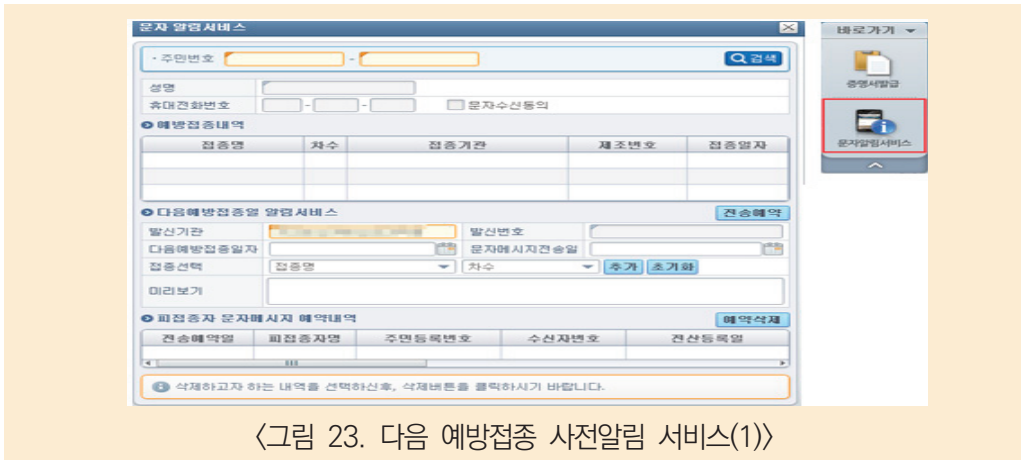 문자 알림서비스
바로가기
· 주민번호 - 검색
증명서발급
성명
휴대전화번호 - - 문자수신동의
문자알림서비스
예방접종내역
접종명 차수 접종기관 제조번호 접종일자
다음예방접종일 알림서비스 전송예약
발신기관 발신번호
다음예방접종일자 문자메시지전송일
접종선택 접종명 차수 추가 초기화
미리보기
피접종자 문자메시지 예약내역 예약삭제
전송예약일 피접종자명 주민등록번호 수신자번호 전산등록일
삭제하고자 하는 내역을 선택하신후, 삭제버튼을 클릭하시기 바랍니다.
〈그림 23. 다음 예방접종 사전알림 서비스(1)〉